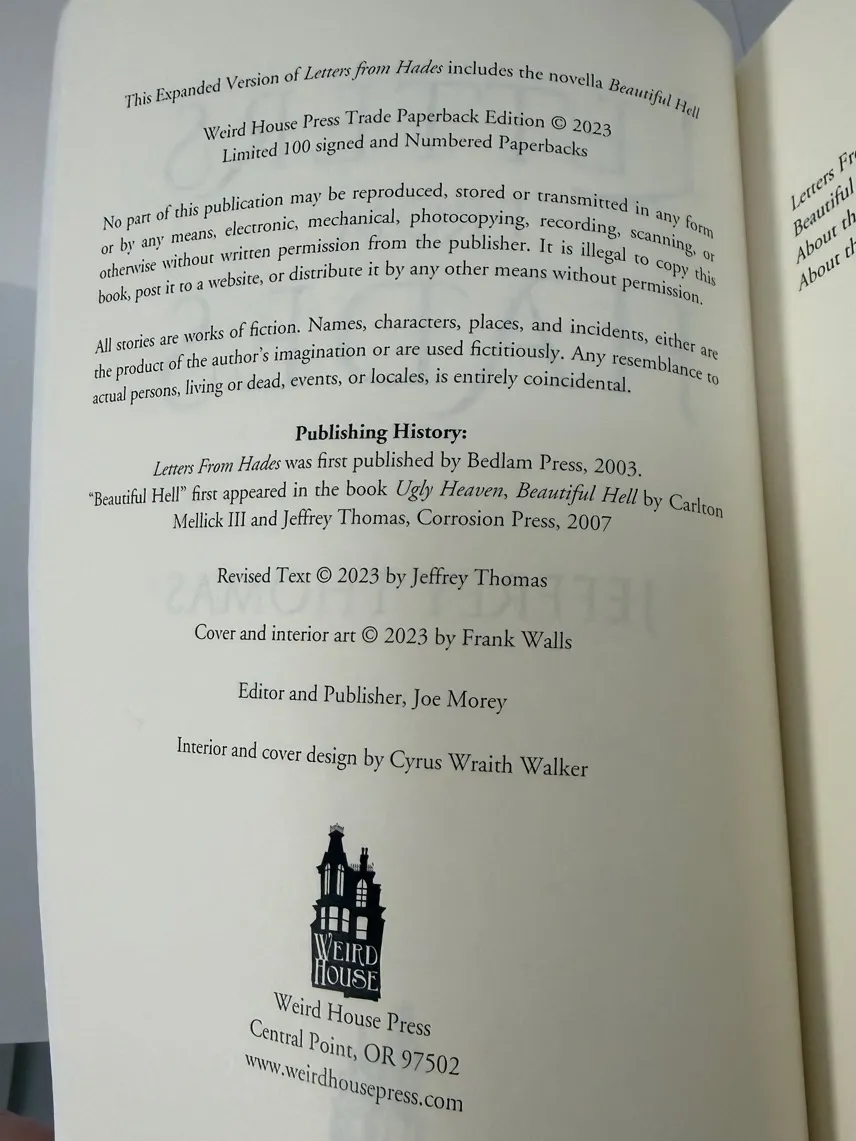 This Expanded Version of Letters from Hades includes the novella Beautiful Hell
Weird House Press Trade Paperback Edition © 2023
Limited 100 signed and Numbered Paperbacks
No part of this publication may be reproduced, stored or transmitted in any form
or by any means, electronic, mechanical, photocopying, recording, scanning, or
otherwise without written permission from the publisher. It is illegal to copy this
book, post it to a website, or distribute it by any other means without permission.
All stories are works of fiction. Names, characters, places, and incidents, either are
the product of the author's imagination or are used fictitiously. Any resemblance to
actual persons, living or dead, events, or locales, is entirely coincidental.
Publishing History:
Letters From Hades was first published by Bedlam Press, 2003.
"Beautiful Hell" first appeared in the book Ugly Heaven, Beautiful Hell by Carlton
Mellick III and Jeffrey Thomas, Corrosion Press, 2007
Revised Text © 2023 by Jeffrey Thomas
Cover and interior art © 2023 by Frank Walls
Editor and Publisher, Joe Morey
Interior and cover design by Cyrus Wraith Walker
WEIRD
HOUSE
Weird House Press
Central Point, OR 97502
www.weirdhousepress.com
Letters
Beautiful
About
About